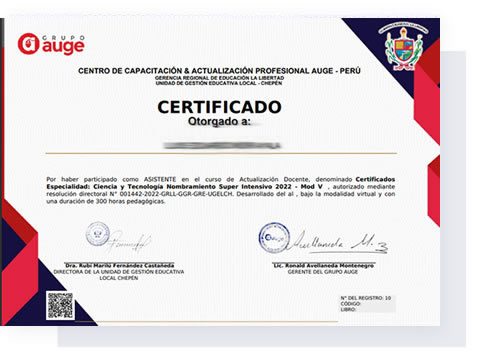 GRUPO
auge
CENTRO DE CAPACITACIÓN & ACTUALIZACIÓN PROFESIONAL AUGE - PERÚ
GERENCIA REGIONAL DE EDUCACIÓN LA LIBERTAD
UNIDAD DE GESTIÓN EDUCATIVA LOCAL - CHEPÉN
CERTIFICADO
Otorgado a:
Por haber participado como ASISTENTE en el curso de Actualización Docente, denominado Certificados
Especialidad: Ciencia y Tecnología Nombramiento Super Intensivo 2022 - Mod V , autorizado mediante
resolución directoral N° 001442-2022-GRLL-GGR-GRE-UGELCH. Desarrollado del al , bajo la modalidad virtual y con
una duración de 300 horas pedagógicas.
auge
Avellaneda M.
Dra. Rubi Marilú Fernández Castañeda
DIRECTORA DE LA UNIDAD DE GESTIÓN EDUCATIVA
LOCAL CHEPÉN
Lic. Ronald Avellaneda Montenegro
GERENTE DEL GRUPO AUGE
N° DEL REGISTRO: 10
CÓDIGO:
LIBRO: